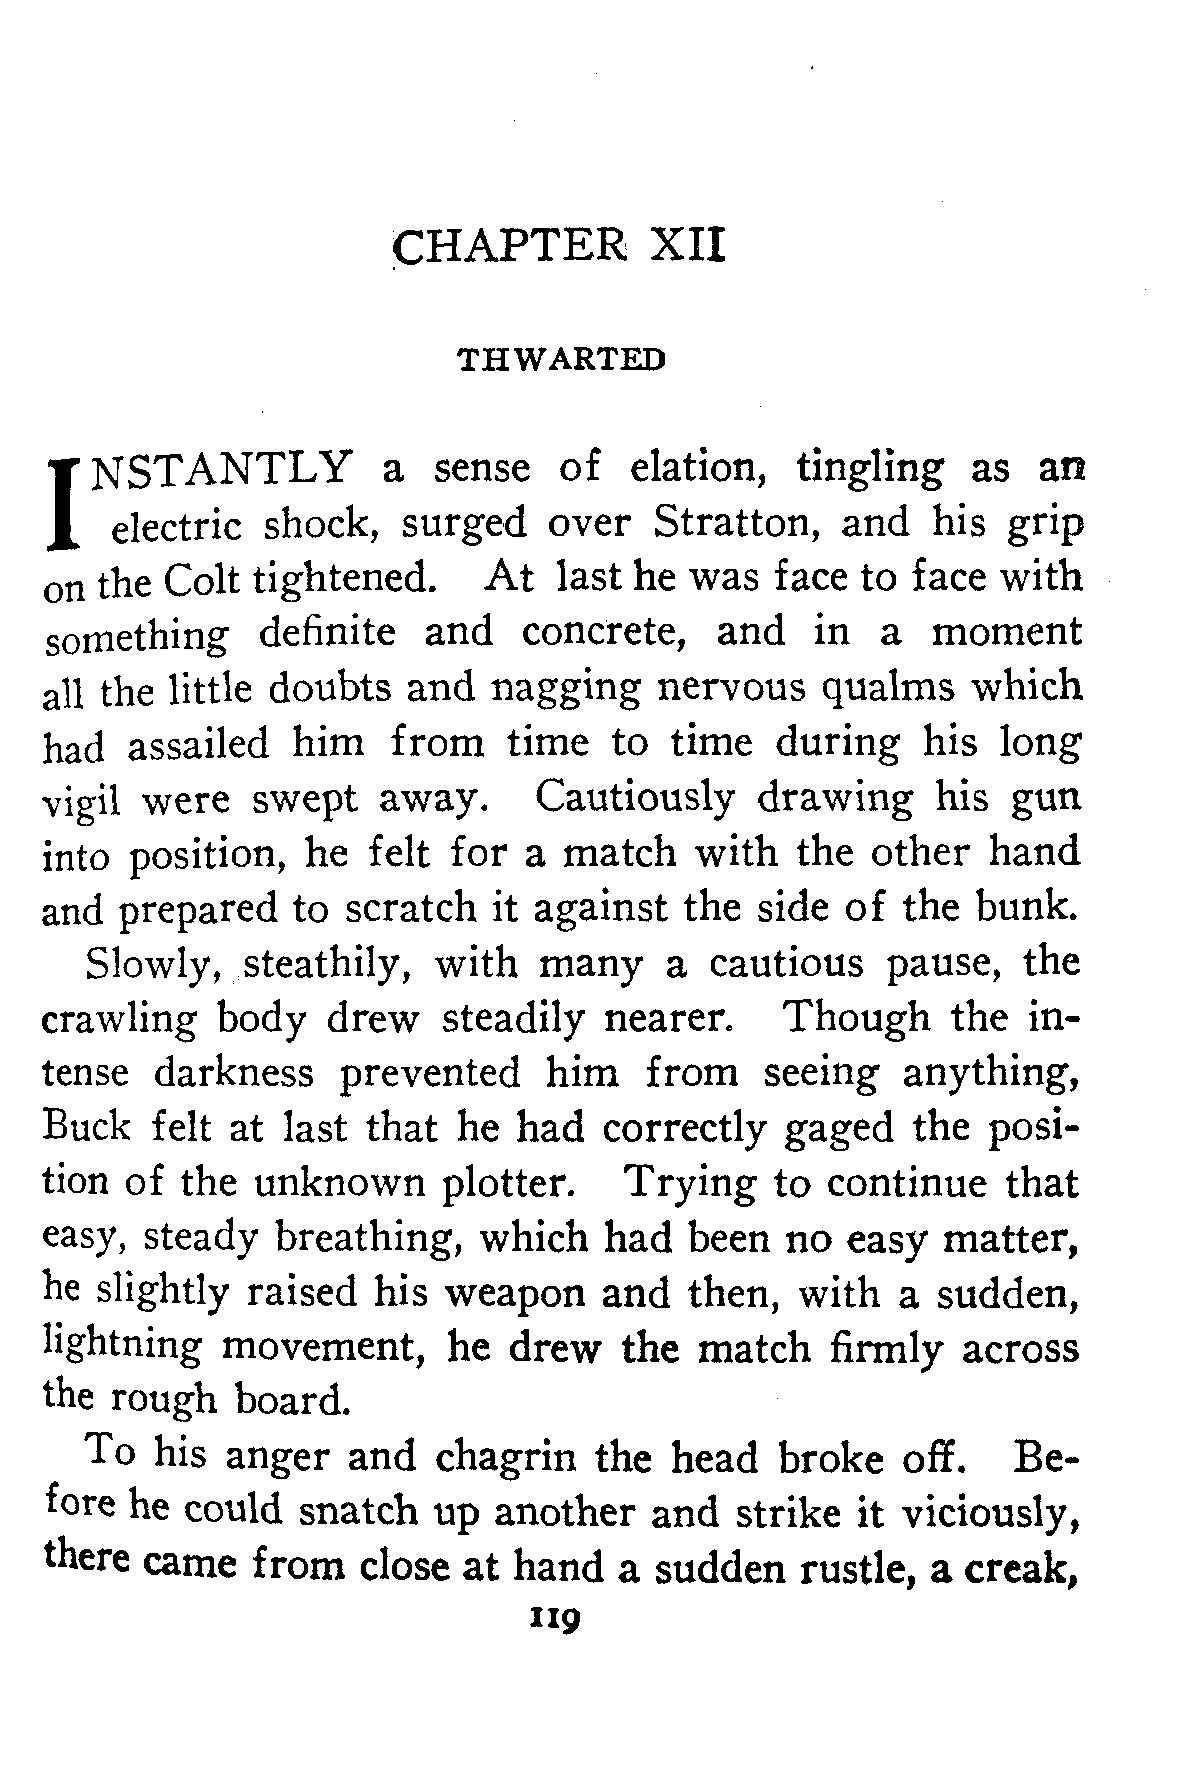 CHAPTER XII
THWARTED
INSTANTLY a sense of elation, tingling as an
electric shock, surged over Stratton, and his grip
on the Colt tightened. At last he was face to face with
something definite and concrete, and in a moment
all the little doubts and nagging nervous qualms which
had assailed him from time to time during his long
vigil were swept away. Cautiously drawing his gun
into position, he felt for a match with the other hand
and prepared to scratch it against the side of the bunk.
Slowly, steathily, with many a cautious pause, the
crawling body drew steadily nearer. Though the in-
tense darkness prevented him from seeing anything,
Buck felt at last that he had correctly gaged the posi-
tion of the unknown plotter. Trying to continue that
easy, steady breathing, which had been no easy matter,
he slightly raised his weapon and then, with a sudden,
lightning movement, he drew the match firmly across
the rough board.
To his anger and chagrin the head broke off. Be-
fore he could snatch up another and strike it viciously,
there came from close at hand a sudden rustle, a creak,
119